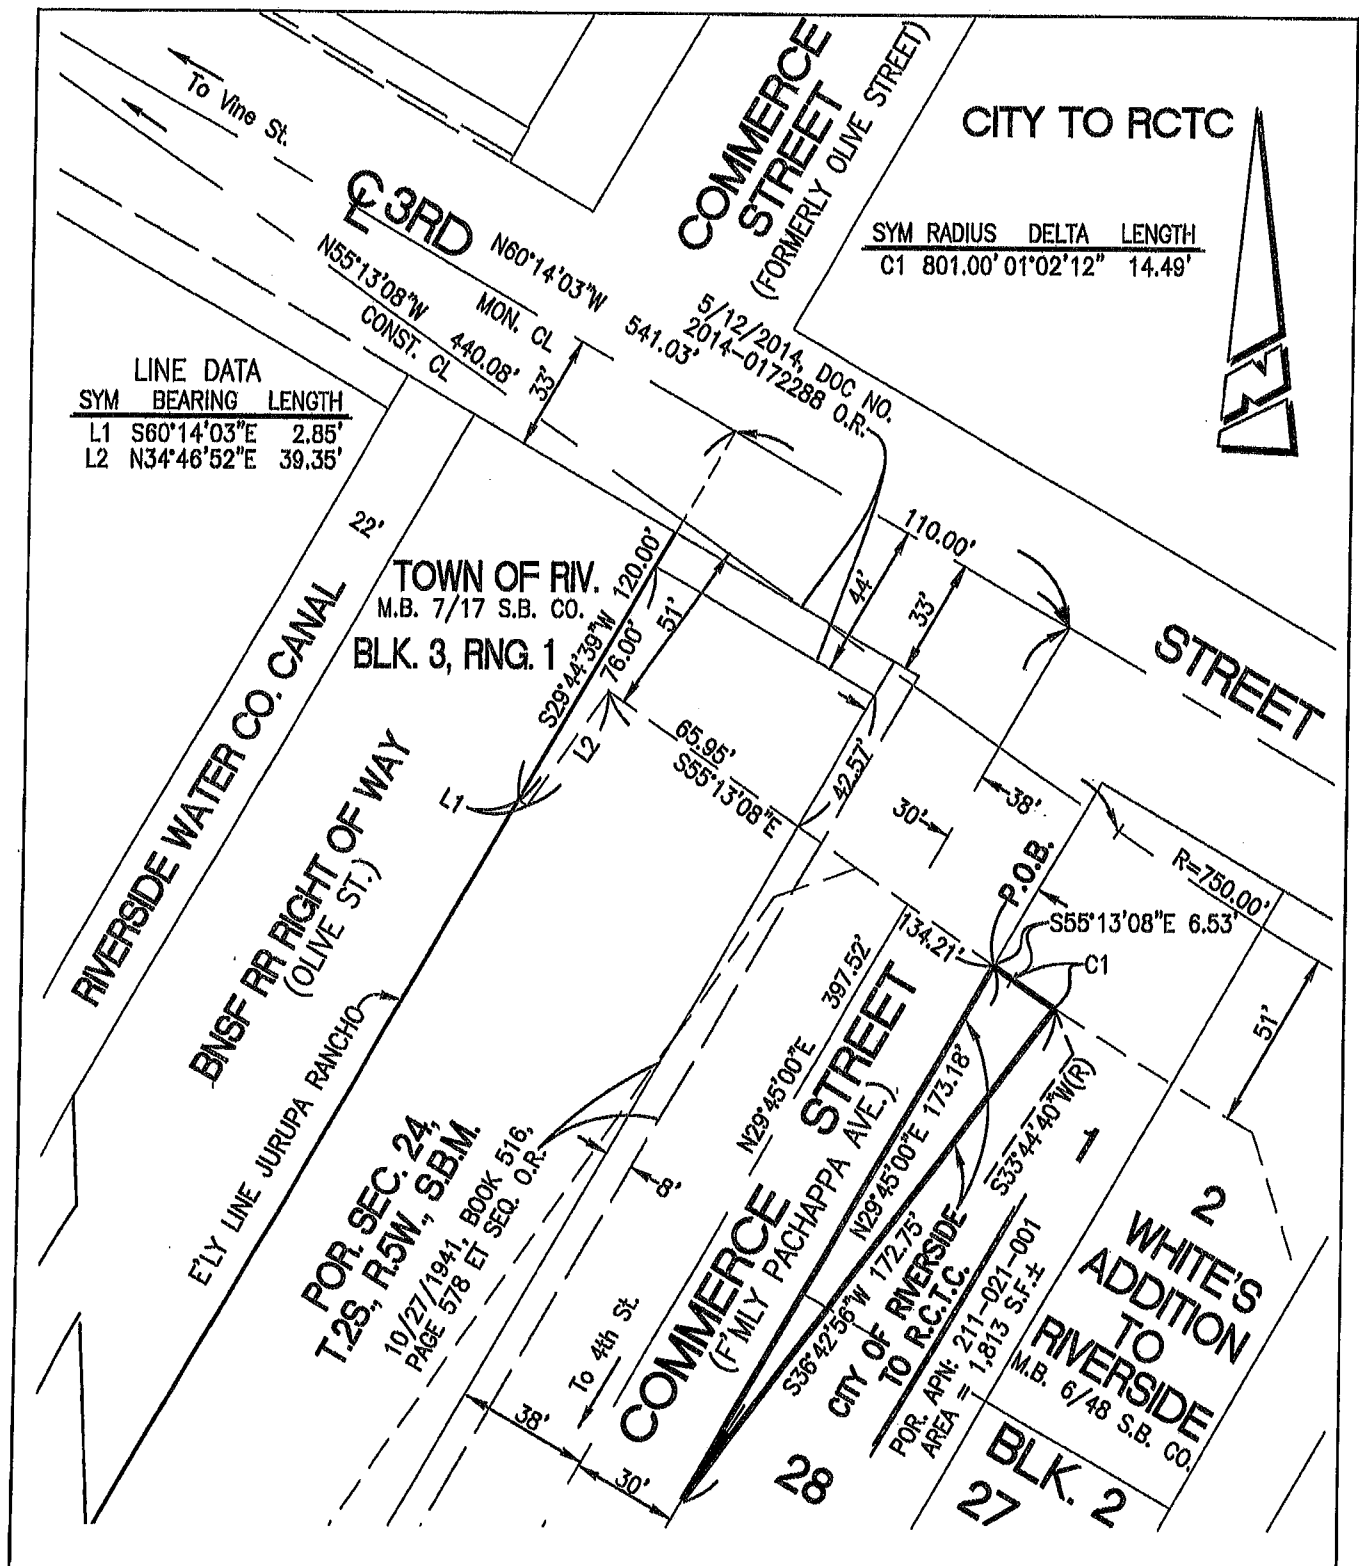 COMMERCE
STREET
(FORMERLY OLIVE STREET)
CITY TO RCTC
N
SYM RADIUS DELTA LENGTH
C1 801.00' 01°02'12" 14.49'
To Vine St.
℄ 3RD
N60°14'03"W 541.03'
MON. CL
N55°13'08"W 440.08'
CONST. CL
33'
5/12/2014, DOC NO.
2014-0172288 O.R.
LINE DATA
SYM BEARING LENGTH
L1 S60°14'03"E 2.85'
L2 N34°46'52"E 39.35'
22'
TOWN OF RIV.
M.B. 7/17 S.B. CO.
BLK. 3, RNG. 1
S29°44'39"W 120.00'
76.00'
51'
110.00'
44'
33'
STREET
RIVERSIDE WATER CO. CANAL
BNSF RR RIGHT OF WAY
(OLIVE ST.)
L1
L2
65.95'
S55°13'08"E
42.57'
30'
38'
P.O.B.
R=750.00'
S55°13'08"E 6.53'
134.21'
C1
51'
E'LY LINE JURUPA RANCHO
N29°45'00"E 397.52'
COMMERCE STREET
(F'MLY PACHAPPA AVE.)
N29°45'00"E 173.18'
S36°42'56"W 172.75'
S33°44'40"W(R)
1
2
POR. SEC. 24,
T.2S., R.5W., S.B.M.
10/27/1941, BOOK 516,
PAGE 578 ET SEQ. O.R.
8'
To 4th St.
38'
30'
CITY OF RIVERSIDE
TO R.C.T.C.
POR. APN: 211-021-001
AREA = 1,813 S.F.±
WHITE'S
ADDITION
TO
RIVERSIDE
M.B. 6/48 S.B. CO.
BLK. 2
28
27